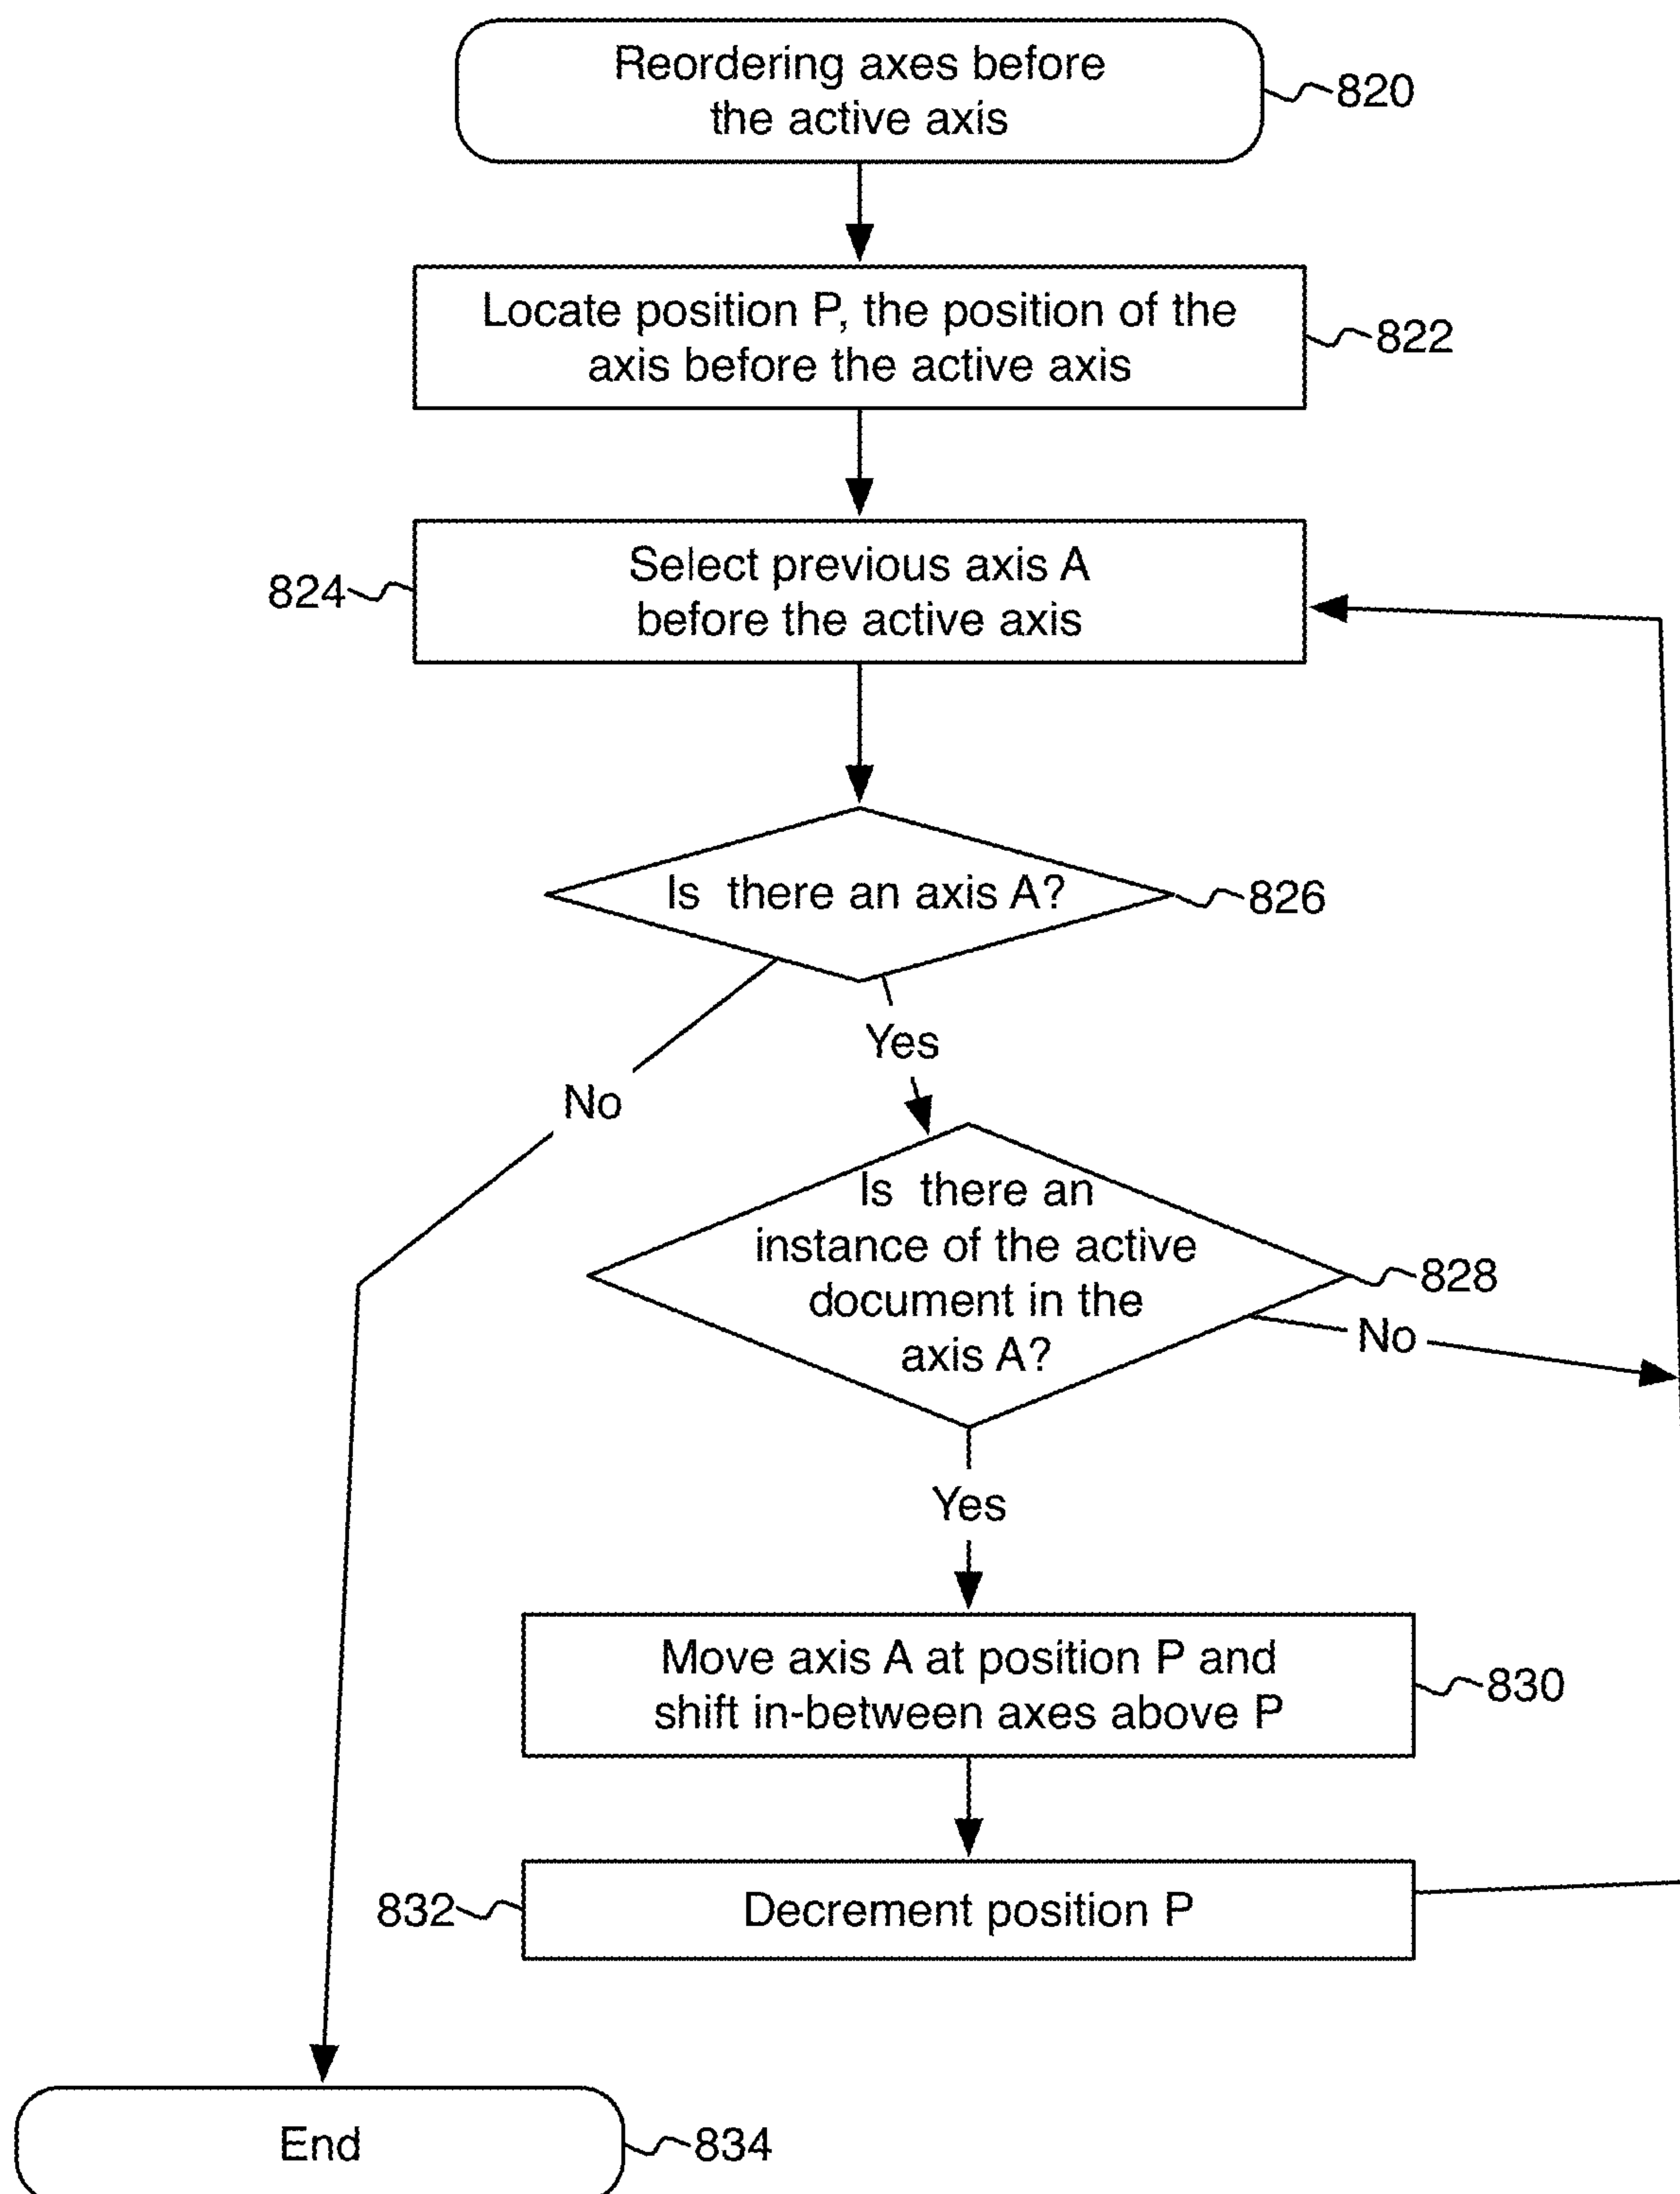 Reordering axes before
the active axis
820
Locate position P, the position of the
axis before the active axis
822
Select previous axis A
before the active axis
824
Is there an axis A?
826
Yes
No
Is there an
instance of the active
document in the
axis A?
828
No
Yes
Move axis A at position P and
shift in-between axes above P
830
Decrement position P
832
End
834